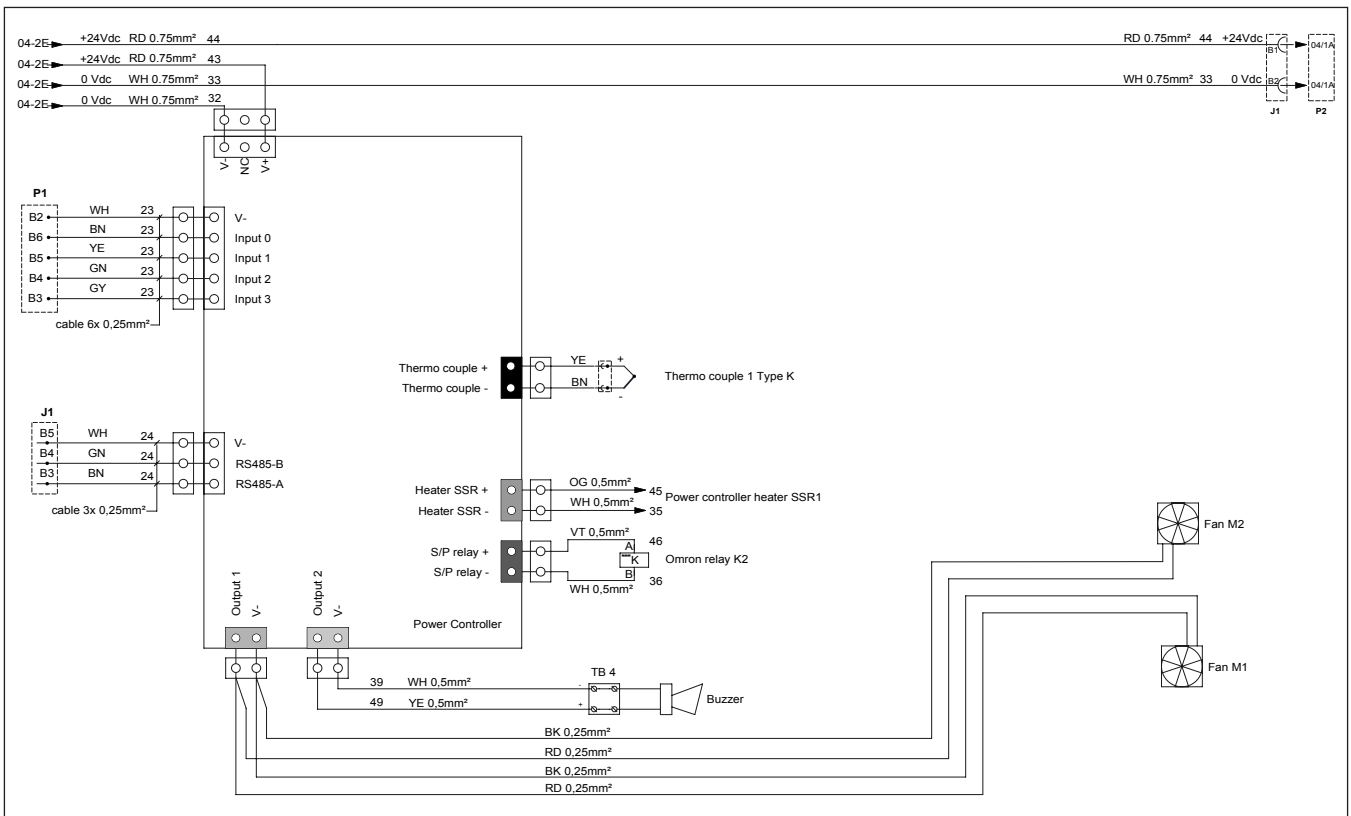 04-2E +24Vdc RD 0.75mm² 44 RD 0.75mm² 44 +24Vdc B1 04/1A
04-2E +24Vdc RD 0.75mm² 43
04-2E 0 Vdc WH 0.75mm² 33 WH 0.75mm² 33 0 Vdc B2 04/1A
04-2E 0 Vdc WH 0.75mm² 32
J1 P2
V- NC V+
P1
B2 WH 23 V-
B6 BN 23 Input 0
B5 YE 23 Input 1
B4 GN 23 Input 2
B3 GY 23 Input 3
cable 6x 0,25mm²
Thermo couple + YE +
Thermo couple 1 Type K
Thermo couple - BN -
J1
B5 WH 24 V-
B4 GN 24 RS485-B
B3 BN 24 RS485-A
cable 3x 0,25mm²
Heater SSR + OG 0,5mm² 45
Power controller heater SSR1
Heater SSR - WH 0,5mm² 35
Fan M2
S/P relay + VT 0,5mm² A 46
K Omron relay K2
S/P relay - B 36
WH 0,5mm²
Output 1 V- Output 2 V-
Power Controller
Fan M1
TB 4
39 WH 0,5mm² -
Buzzer
49 YE 0,5mm² +
BK 0,25mm²
RD 0,25mm²
BK 0,25mm²
RD 0,25mm²